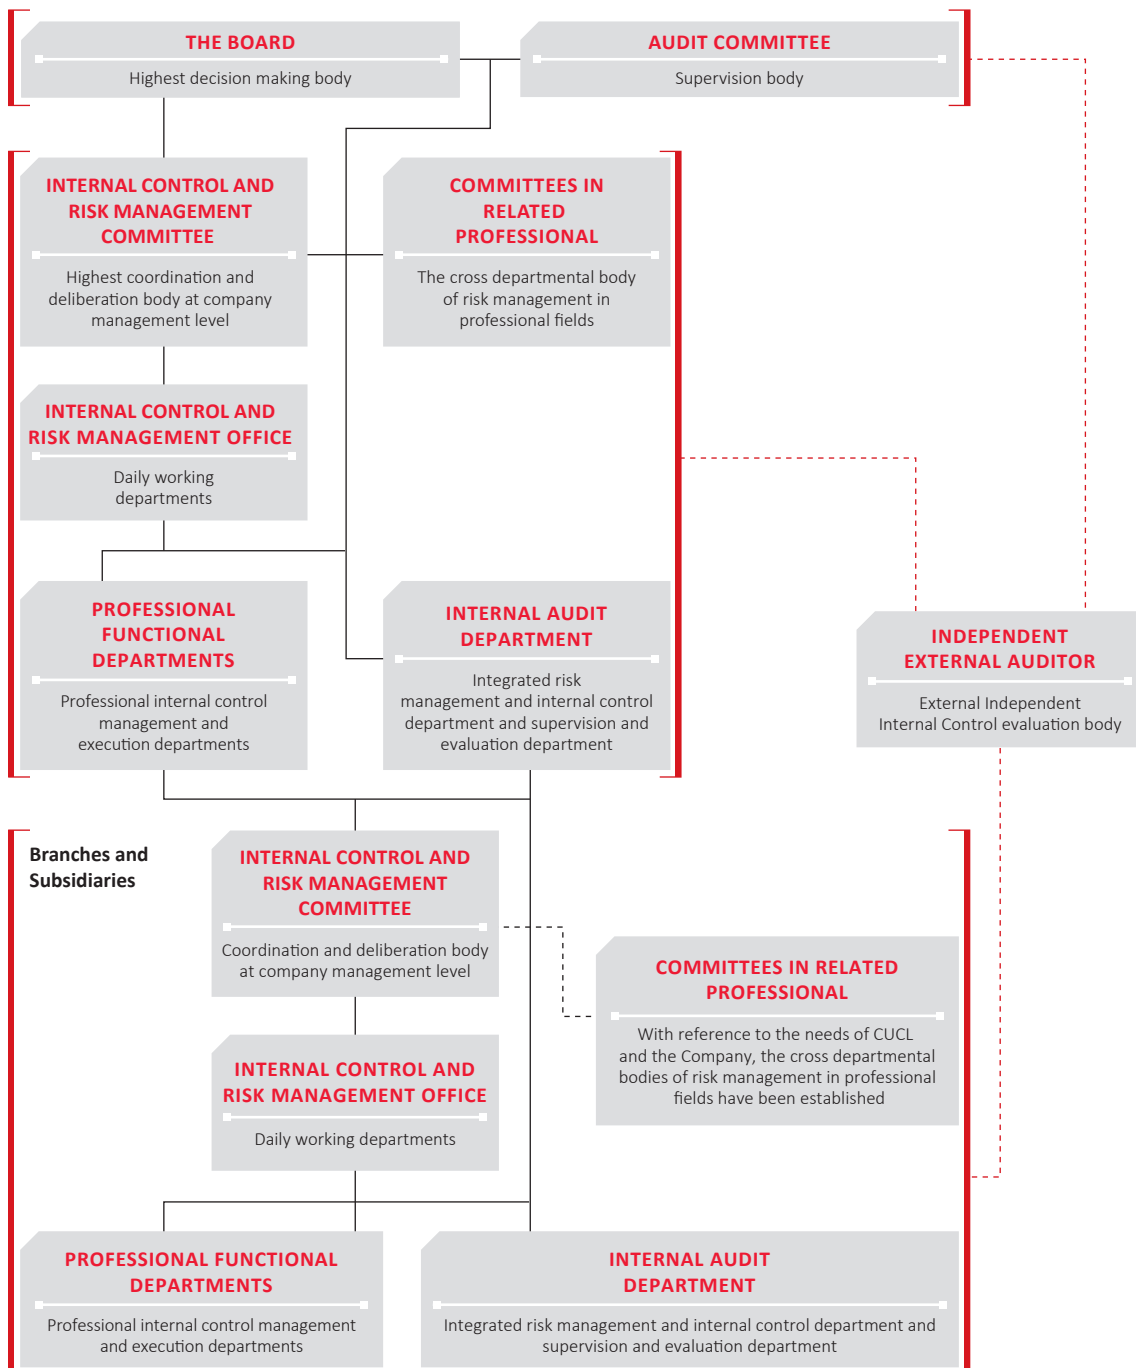 THE BOARD
Highest decision making body
AUDIT COMMITTEE
Supervision body
INTERNAL CONTROL AND
RISK MANAGEMENT
COMMITTEE
Highest coordination and
deliberation body at company
management level
COMMITTEES IN
RELATED
PROFESSIONAL
The cross departmental body
of risk management in
professional fields
INTERNAL CONTROL AND
RISK MANAGEMENT OFFICE
Daily working
departments
PROFESSIONAL
FUNCTIONAL
DEPARTMENTS
Professional internal control
management and
execution departments
INTERNAL AUDIT
DEPARTMENT
Integrated risk
management and internal control
department and supervision and
evaluation department
INDEPENDENT
EXTERNAL AUDITOR
External Independent
Internal Control evaluation body
Branches and
Subsidiaries
INTERNAL CONTROL AND
RISK MANAGEMENT
COMMITTEE
Coordination and deliberation body
at company management level
COMMITTEES IN RELATED
PROFESSIONAL
With reference to the needs of CUCL
and the Company, the cross departmental
bodies of risk management in professional
fields have been established
INTERNAL CONTROL AND
RISK MANAGEMENT OFFICE
Daily working departments
PROFESSIONAL FUNCTIONAL
DEPARTMENTS
Professional internal control management
and execution departments
INTERNAL AUDIT
DEPARTMENT
Integrated risk management and internal control department and
supervision and evaluation department